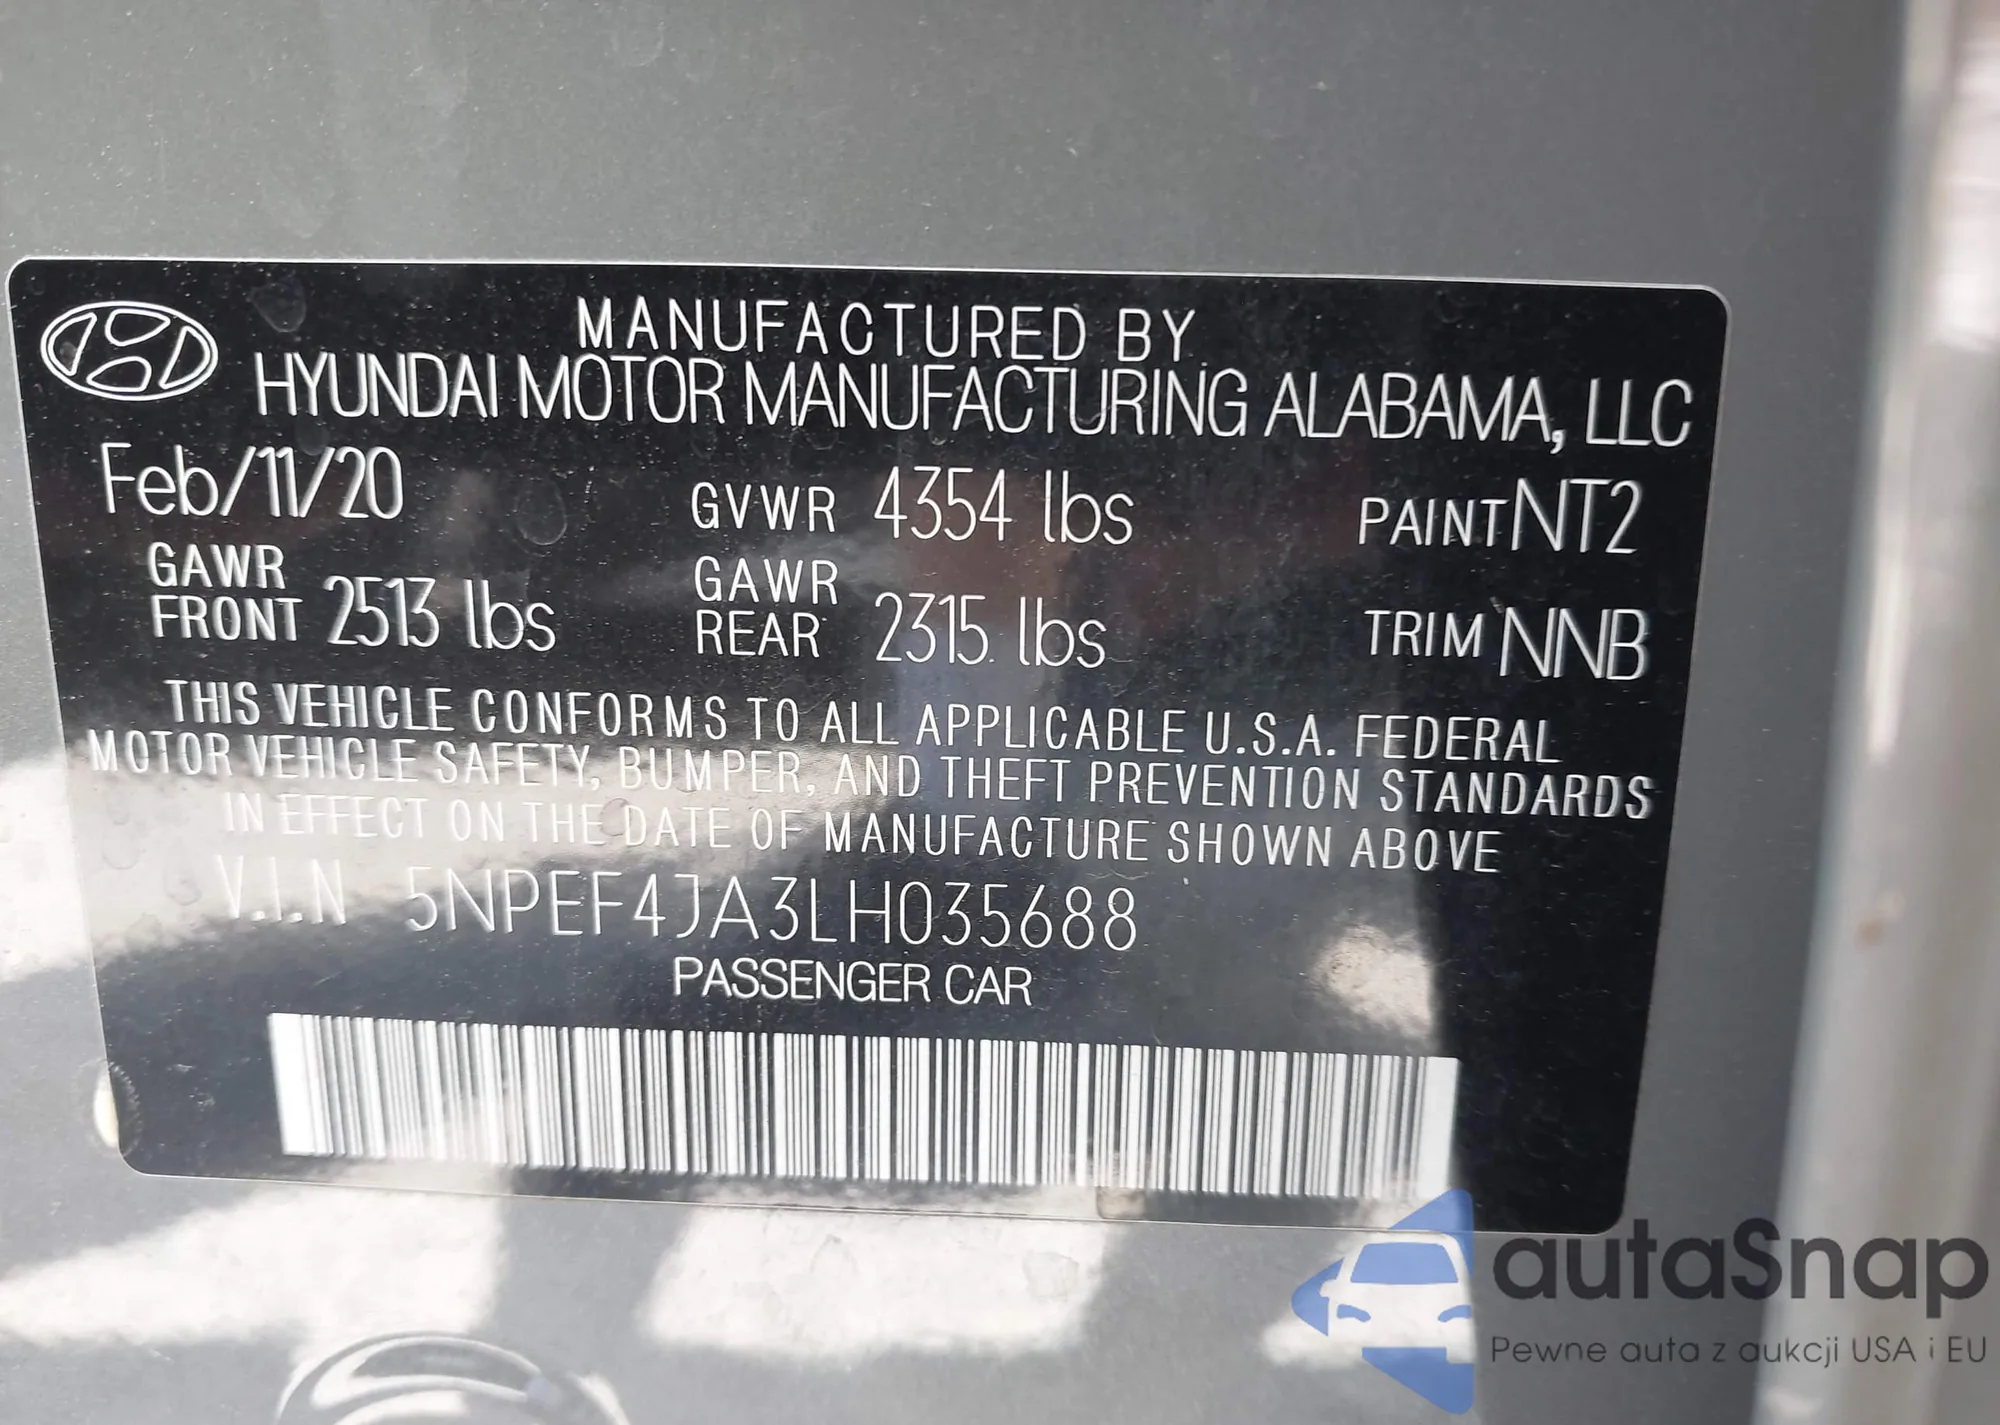 MANUFACTURED BY
HYUNDAI MOTOR MANUFACTURING ALABAMA, LLC
Feb/11/20 GVWR 4354 lbs PAINT NT2
GAWR FRONT 2513 lbs GAWR REAR 2315 lbs TRIM NNB
THIS VEHICLE CONFORMS TO ALL APPLICABLE U.S.A. FEDERAL
MOTOR VEHICLE SAFETY, BUMPER, AND THEFT PREVENTION STANDARDS
IN EFFECT ON THE DATE OF MANUFACTURE SHOWN ABOVE
V.I.N 5NPEF4JA3LH035688
PASSENGER CAR
autaSnap
Pewne auta z aukcji USA i EU